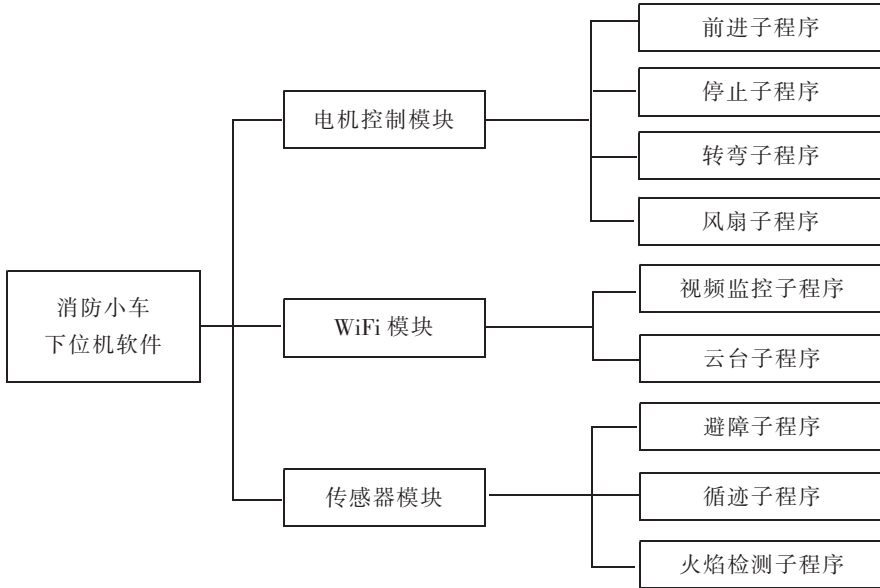 消防小车
下位机软件
电机控制模块
前进子程序
停止子程序
转弯子程序
风扇子程序
WiFi 模块
视频监控子程序
云台子程序
传感器模块
避障子程序
循迹子程序
火焰检测子程序